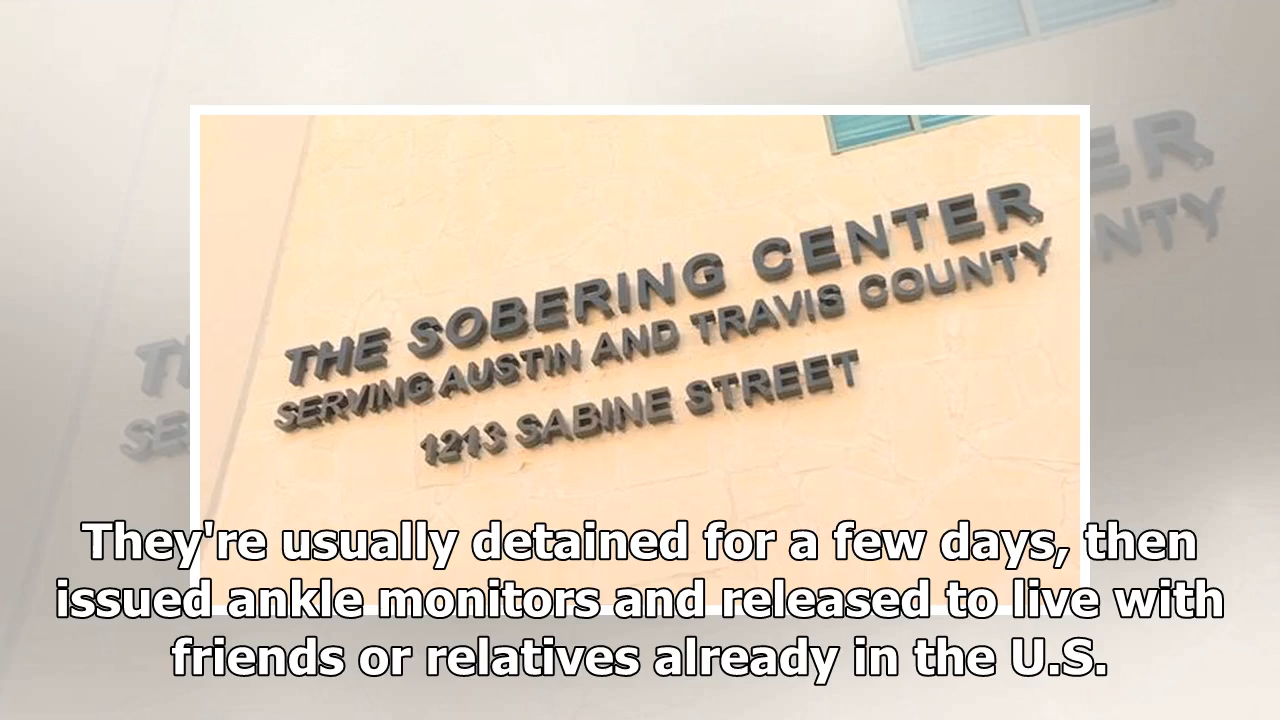 THE SOBERING CENTER
SERVING AUSTIN AND TRAVIS COUNTY
1213 SABINE STREET
They're usually detained for a few days, then
issued ankle monitors and released to live with
friends or relatives already in the U.S.